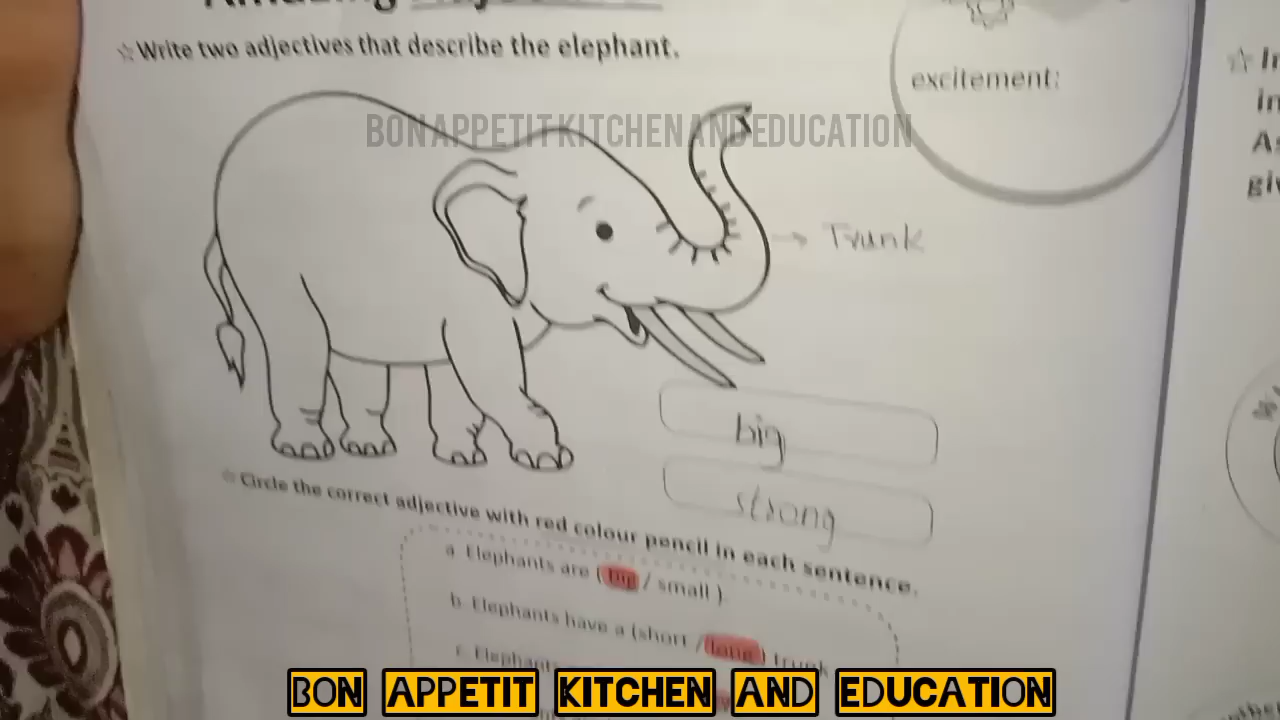 Amazing
☆ Write two adjectives that describe the elephant.
excitement:
BON APPETIT KITCHEN AND EDUCATION
→ Trunk
big
strong
☆ Circle the correct adjective with red colour pencil in each sentence.
a. Elephants are ( big / small ).
b. Elephants have a (short / long ) trunk
c. Elephants
BON APPETIT KITCHEN AND EDUCATION